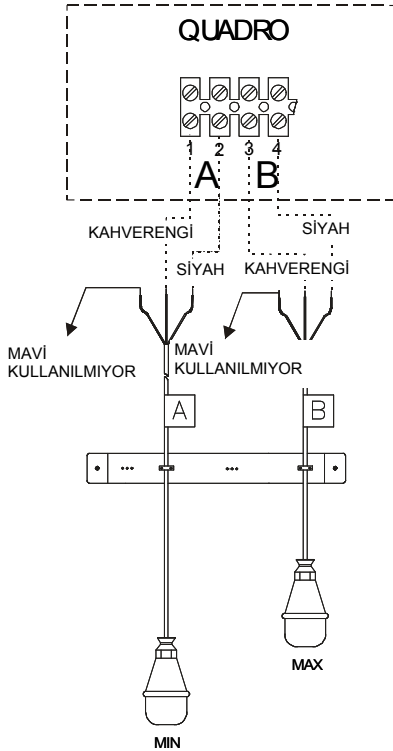 QUADRO
1 2 3 4
A B
KAHVERENGİ
SİYAH
SİYAH
KAHVERENGİ
MAVİ
KULLANILMIYOR
MAVİ
KULLANILMIYOR
A
B
MAX
MIN